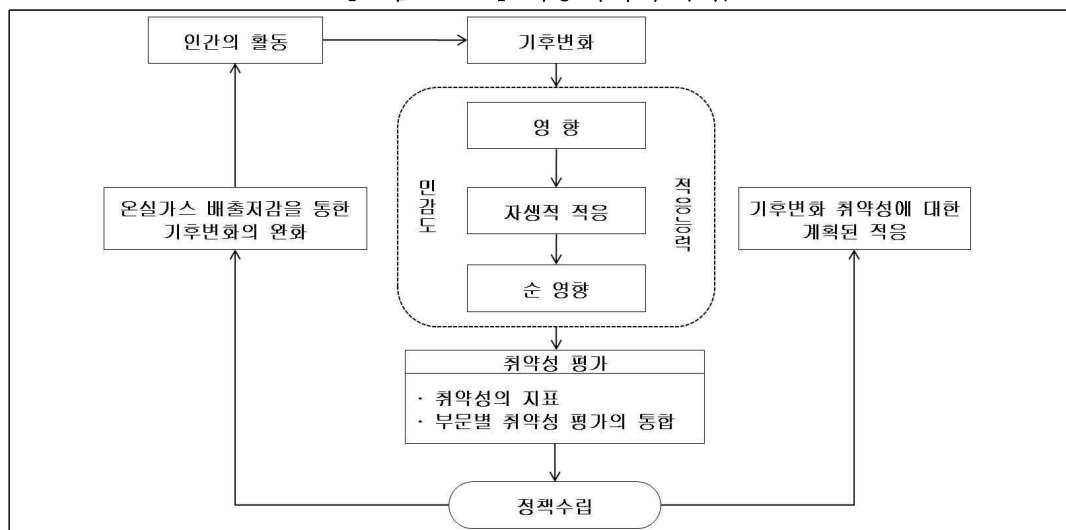 인간의 활동
기후변화
영 향
민감도
적응능력
자생적 적응
온실가스 배출저감을 통한
기후변화의 완화
기후변화 취약성에 대한
계획된 적응
순 영향
취약성 평가
· 취약성의 지표
· 부문별 취약성 평가의 통합
정책수립